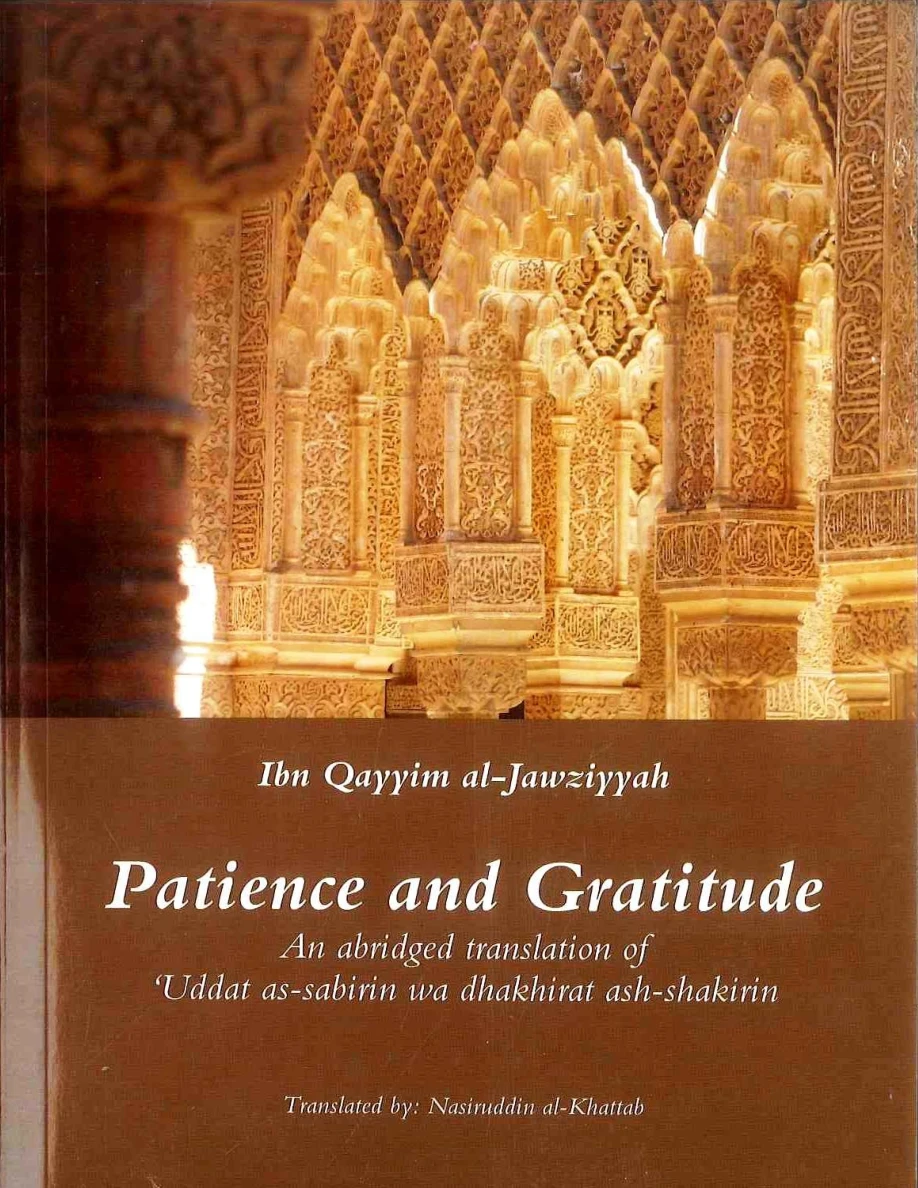 Ibn Qayyim al-Jawziyyah
Patience and Gratitude
An abridged translation of
‘Uddat as-sabirin wa dhakhirat ash-shakirin
Translated by: Nasiruddin al-Khattab